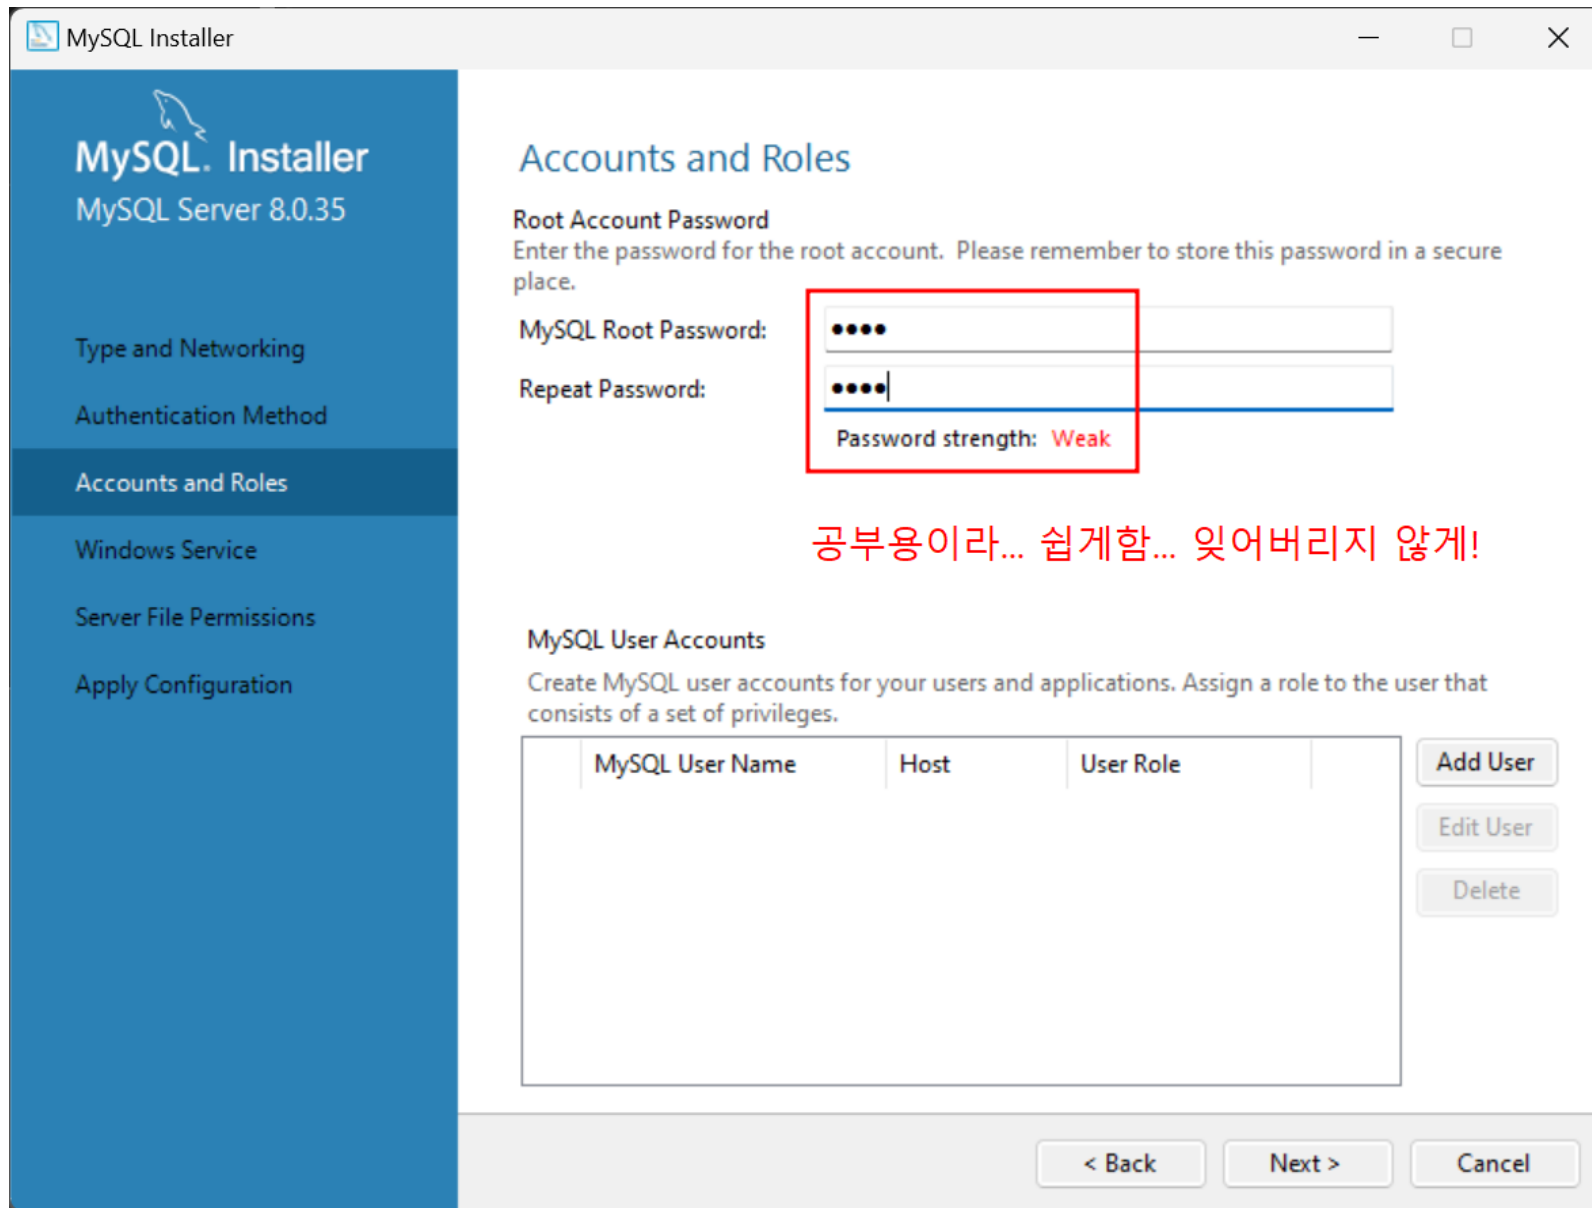 MySQL Installer
MySQL. Installer
MySQL Server 8.0.35
Type and Networking
Authentication Method
Accounts and Roles
Windows Service
Server File Permissions
Apply Configuration
Accounts and Roles
Root Account Password
Enter the password for the root account.  Please remember to store this password in a secure
place.
MySQL Root Password: ●●●●
Repeat Password: ●●●●
Password strength: Weak
공부용이라... 쉽게함... 잊어버리지 않게!
MySQL User Accounts
Create MySQL user accounts for your users and applications. Assign a role to the user that
consists of a set of privileges.
MySQL User Name Host User Role
Add User
Edit User
Delete
< Back Next > Cancel